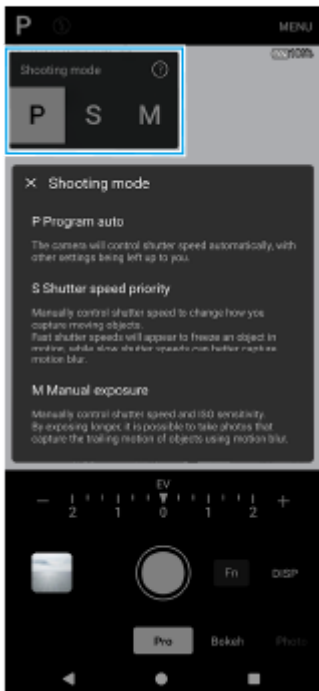 P MENU
100%
Shooting mode ?
P S M
× Shooting mode
P Program auto
The camera will control shutter speed automatically, with
other settings being left up to you.
S Shutter speed priority
Manually control shutter speed to change how you
capture moving objects.
Fast shutter speeds will appear to freeze an object in
motion, while slow shutter speeds can better capture
motion blur.
M Manual exposure
Manually control shutter speed and ISO sensitivity.
By exposing longer, it is possible to take photos that
capture the trailing motion of objects using motion blur.
EV
− 2 1 0 1 2 +
Fn DISP
Pro Bokeh Photo